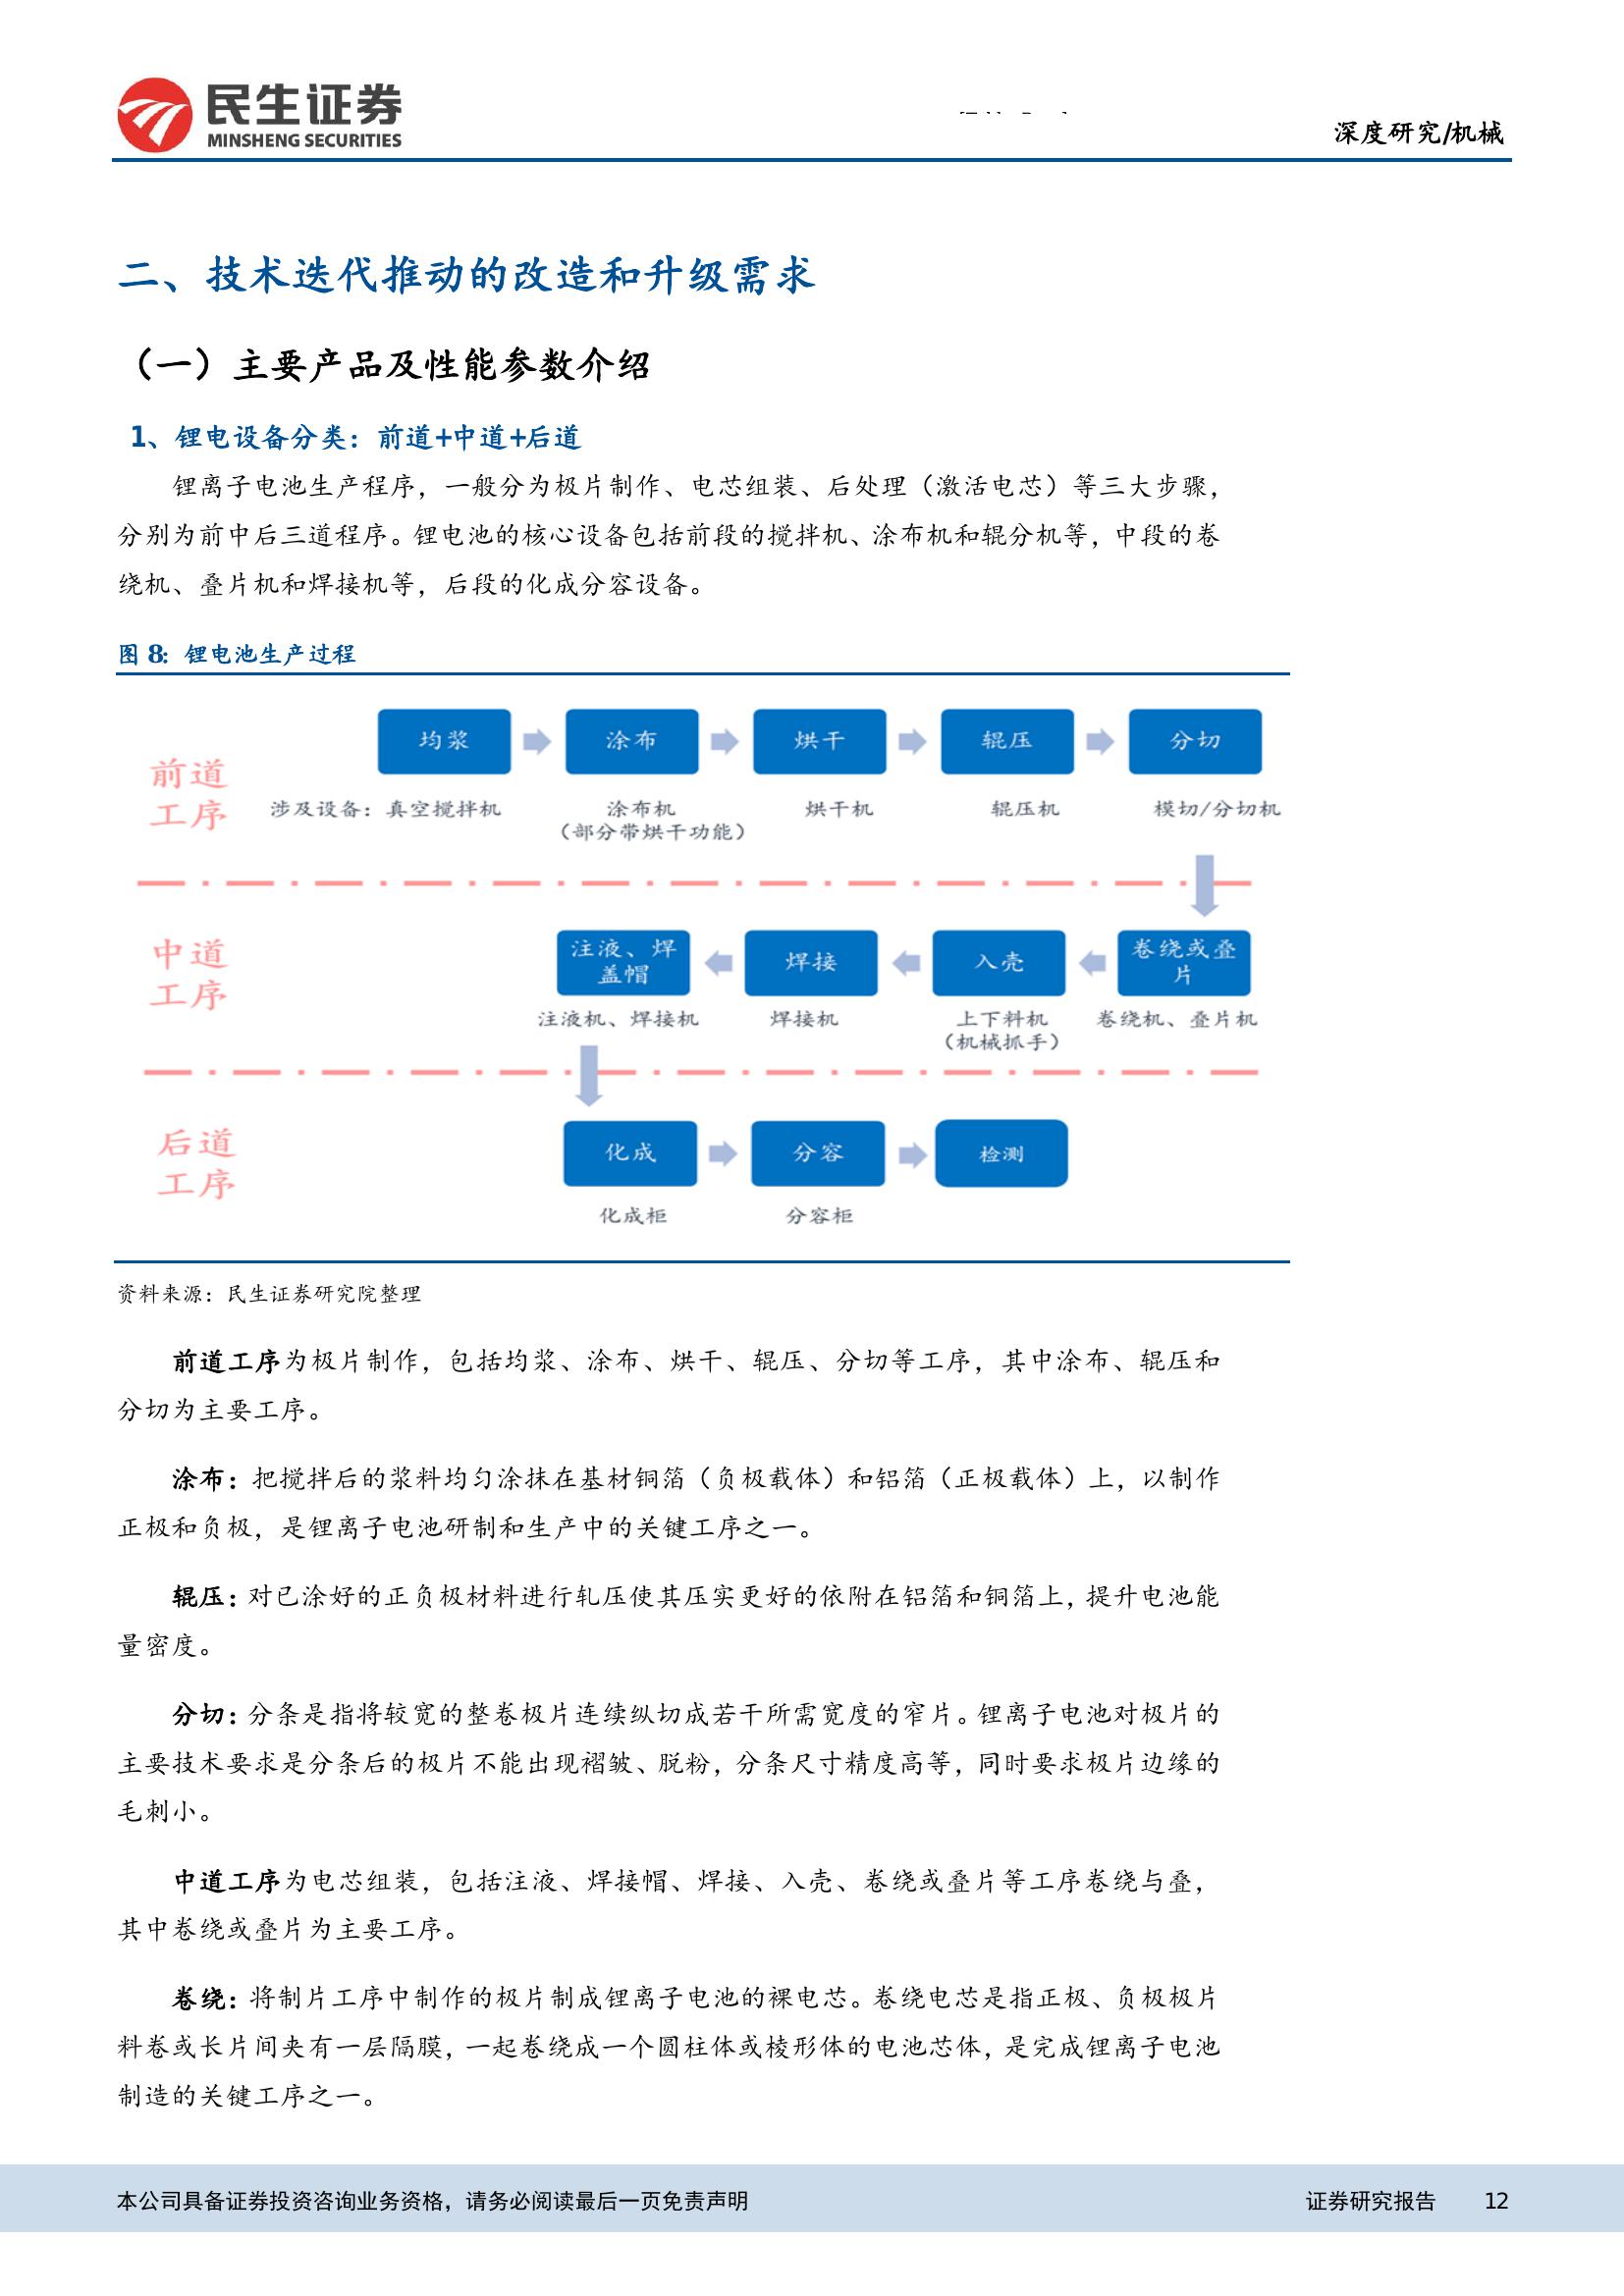 民生证券
MINSHENG SECURITIES
深度研究/机械
二、技术迭代推动的改造和升级需求
（一）主要产品及性能参数介绍
1、锂电设备分类：前道+中道+后道
锂离子电池生产程序，一般分为极片制作、电芯组装、后处理（激活电芯）等三大步骤，
分别为前中后三道程序。锂电池的核心设备包括前段的搅拌机、涂布机和辊分机等，中段的卷
绕机、叠片机和焊接机等，后段的化成分容设备。
图 8：锂电池生产过程
均浆 涂布 烘干 辊压 分切
前道
工序
涉及设备：真空搅拌机 涂布机 烘干机 辊压机 模切/分切机
（部分带烘干功能）
中道
工序
注液、焊
盖帽
焊接 入壳
卷绕或叠
片
注液机、焊接机 焊接机 上下料机 卷绕机、叠片机
（机械抓手）
后道
工序
化成 分容 检测
化成柜 分容柜
资料来源：民生证券研究院整理
前道工序为极片制作，包括均浆、涂布、烘干、辊压、分切等工序，其中涂布、辊压和
分切为主要工序。
涂布：把搅拌后的浆料均匀涂抹在基材铜箔（负极载体）和铝箔（正极载体）上，以制作
正极和负极，是锂离子电池研制和生产中的关键工序之一。
辊压：对已涂好的正负极材料进行轧压使其压实更好的依附在铝箔和铜箔上，提升电池能
量密度。
分切：分条是指将较宽的整卷极片连续纵切成若干所需宽度的窄片。锂离子电池对极片的
主要技术要求是分条后的极片不能出现褶皱、脱粉，分条尺寸精度高等，同时要求极片边缘的
毛刺小。
中道工序为电芯组装，包括注液、焊接帽、焊接、入壳、卷绕或叠片等工序卷绕与叠，
其中卷绕或叠片为主要工序。
卷绕：将制片工序中制作的极片制成锂离子电池的裸电芯。卷绕电芯是指正极、负极极片
料卷或长片间夹有一层隔膜，一起卷绕成一个圆柱体或棱形体的电池芯体，是完成锂离子电池
制造的关键工序之一。
本公司具备证券投资咨询业务资格，请务必阅读最后一页免责声明 证券研究报告 12